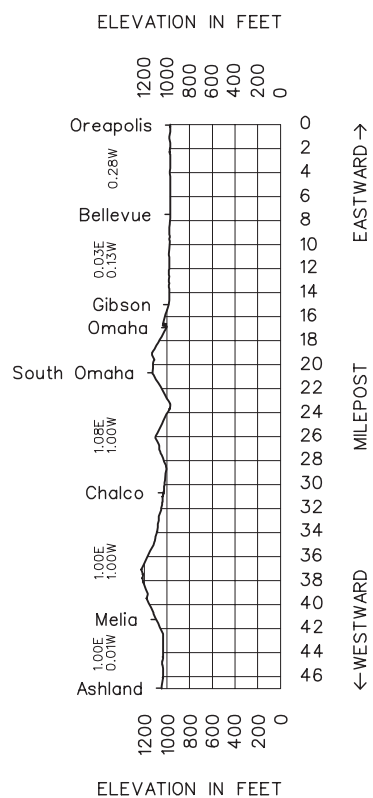 ELEVATION IN FEET
1200 1000 800 600 400 200 0
Oreapolis 0
2
0.28W
4
6
Bellevue 8
10
0.03E
0.13W
12
14
Gibson 16
Omaha
18
South Omaha 20
22
24
1.08E
1.00W
26
28
Chalco 30
32
34
1.00E
1.00W
36
38
40
Melia 42
1.00E
0.01W
44
46
Ashland
1200 1000 800 600 400 200 0
ELEVATION IN FEET
EASTWARD →
MILEPOST
← WESTWARD